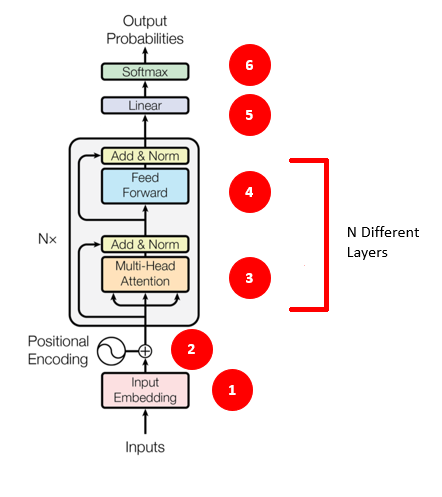 Output
Probabilities
Softmax
6
Linear
5
Add & Norm
Feed
Forward
4
N Different
Layers
Nx
Add & Norm
Multi-Head
Attention
3
Positional
Encoding
2
Input
Embedding
1
Inputs